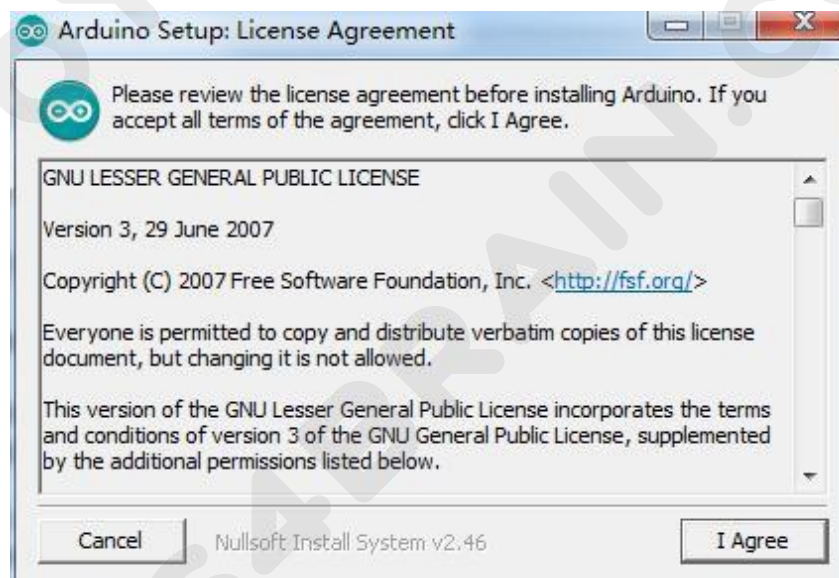 Arduino Setup: License Agreement
Please review the license agreement before installing Arduino. If you
accept all terms of the agreement, click I Agree.
GNU LESSER GENERAL PUBLIC LICENSE
Version 3, 29 June 2007
Copyright (C) 2007 Free Software Foundation, Inc. <http://fsf.org/>
Everyone is permitted to copy and distribute verbatim copies of this license
document, but changing it is not allowed.
This version of the GNU Lesser General Public License incorporates the terms
and conditions of version 3 of the GNU General Public License, supplemented
by the additional permissions listed below.
Cancel
Nullsoft Install System v2.46
I Agree